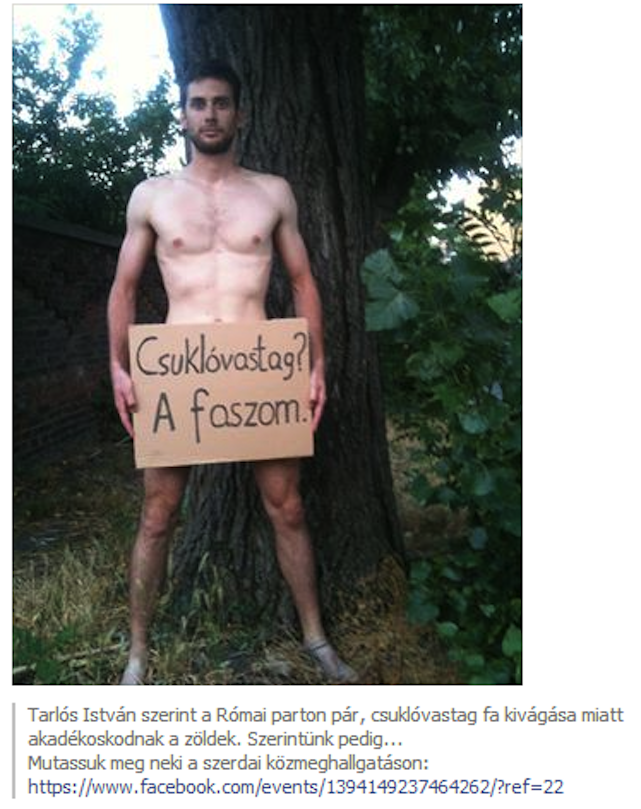 Csuklóvastag?
A faszom.
Tarlós István szerint a Római parton pár, csuklóvastag fa kivágása miatt
akadékoskodnak a zöldek. Szerintünk pedig...
Mutassuk meg neki a szerdai közmeghallgatáson:
https://www.facebook.com/events/1394149237464262/?ref=22